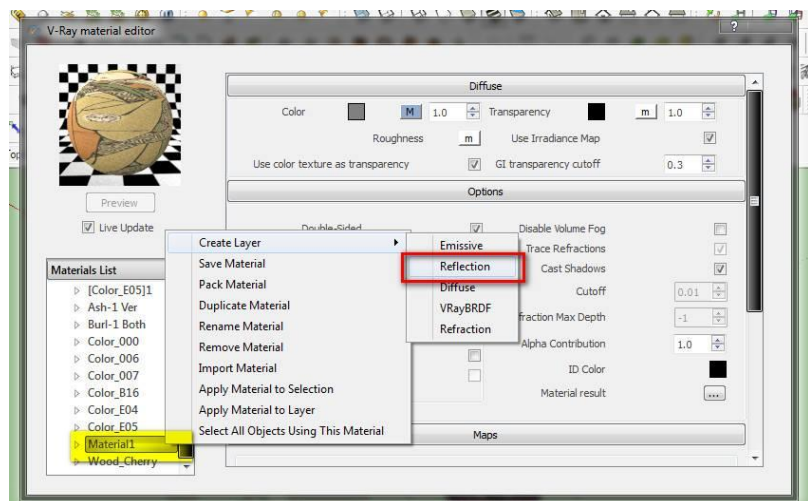 V-Ray material editor
?
Diffuse
Color M 1.0 Transparency m 1.0
Roughness m Use Irradiance Map
Use color texture as transparency GI transparency cutoff 0.3
Options
Preview
Live Update
Double-Sided Disable Volume Fog
Create Layer Emissive Trace Refractions
Save Material Reflection Cast Shadows
Materials List
[Color_E05]1
Ash-1 Ver
Burl-1 Both
Color_000
Color_006
Color_007
Color_B16
Color_E04
Color_E05
Material1
Wood_Cherry
Pack Material Diffuse Cutoff 0.01
Duplicate Material VRayBRDF fraction Max Depth -1
Rename Material Refraction
Remove Material Alpha Contribution 1.0
Import Material ID Color
Apply Material to Selection Material result ...
Apply Material to Layer
Select All Objects Using This Material
Maps